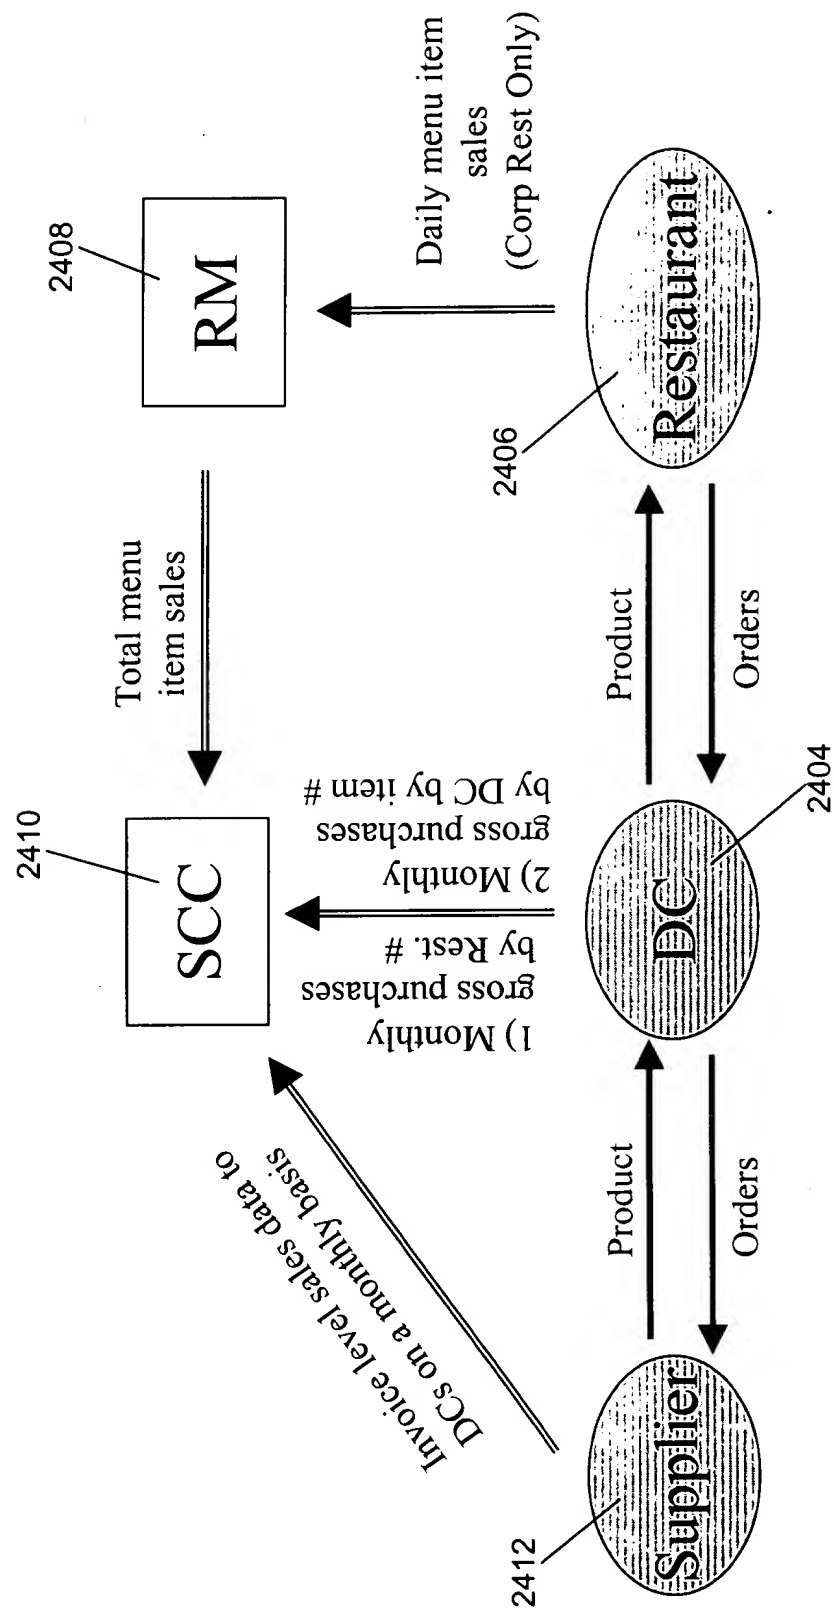 2410
SCC
Total menu
item sales
2408
RM
Invoice level sales data to
DCs on a monthly basis
1) Monthly
gross purchases
by Rest. #
2) Monthly
gross purchases
by DC by item #
Daily menu item
sales
(Corp Rest Only)
2412
Supplier
Product
Orders
DC
2404
Product
Orders
2406
Restaurant